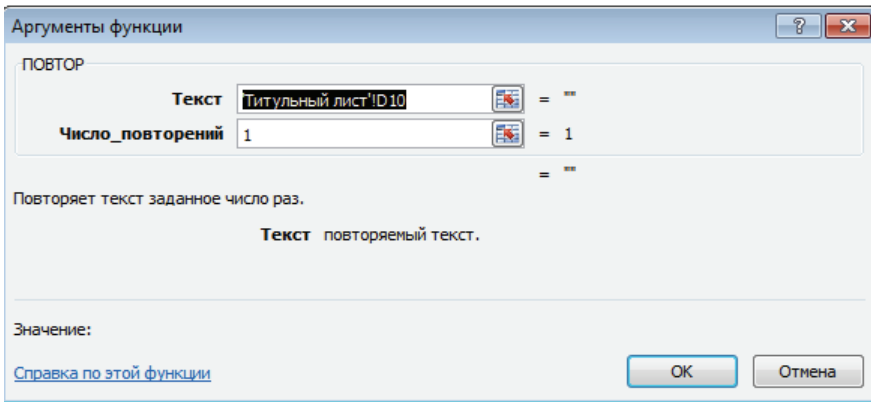 Аргументы функции
ПОВТОР
Текст 'Титульный лист'!D10 = ""
Число_повторений 1 = 1
= ""
Повторяет текст заданное число раз.
Текст повторяемый текст.
Значение:
Справка по этой функции
ОК Отмена